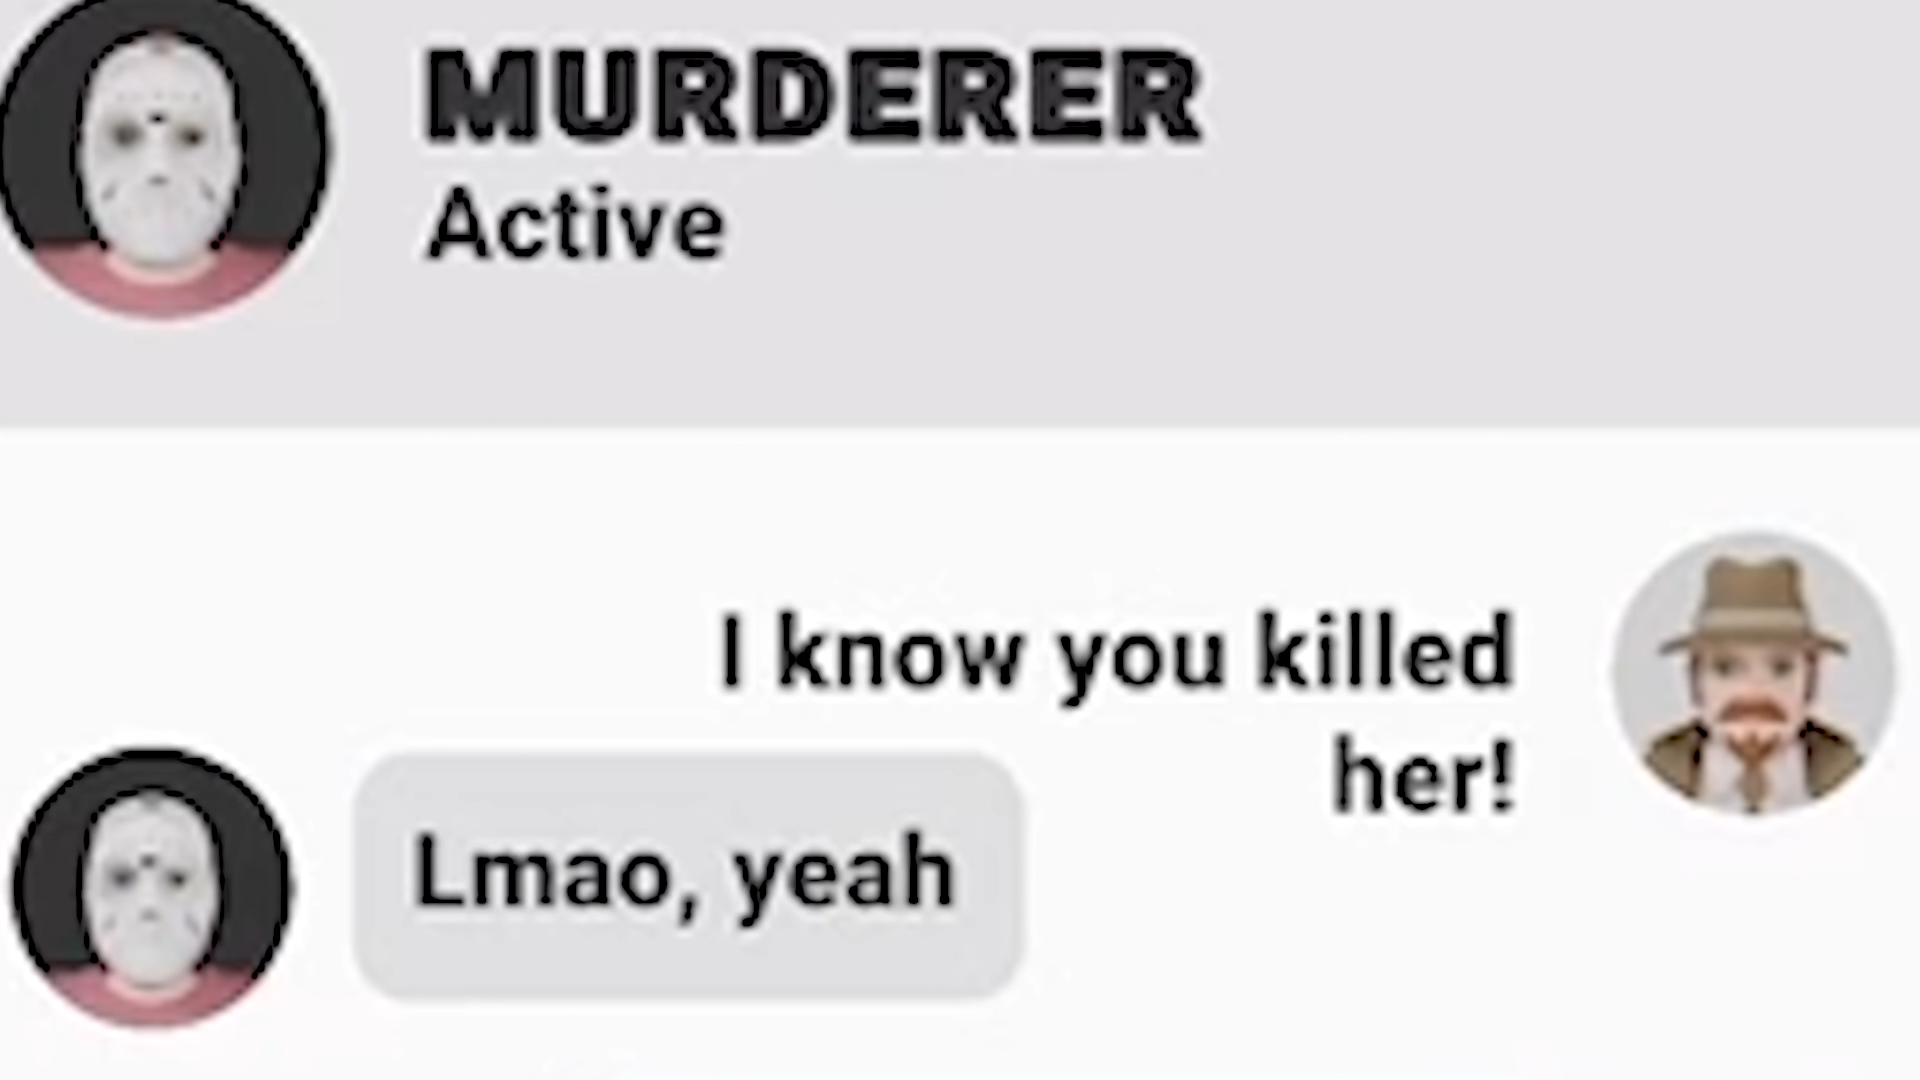 MURDERER
Active
I know you killed
her!
Lmao, yeah